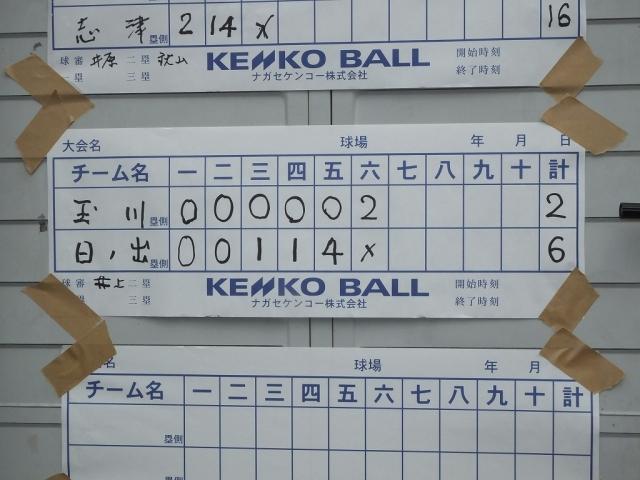 志津 塁側 2 14 x 16
球審 井原 二塁 秋山 KENKO BALL 開始時刻
一塁 三塁 ナガセケンコー株式会社 終了時刻
大会名 球場 年 月 日
チーム名 一 二 三 四 五 六 七 八 九 十 計
玉川 塁側 0 0 0 0 0 2 2
日ノ出 塁側 0 0 1 1 4 x 6
球審 井上 二塁 KENKO BALL 開始時刻
三塁 ナガセケンコー株式会社 終了時刻
名 球場 年 月
チーム名 一 二 三 四 五 六 七 八 九 十 計
塁側
塁側